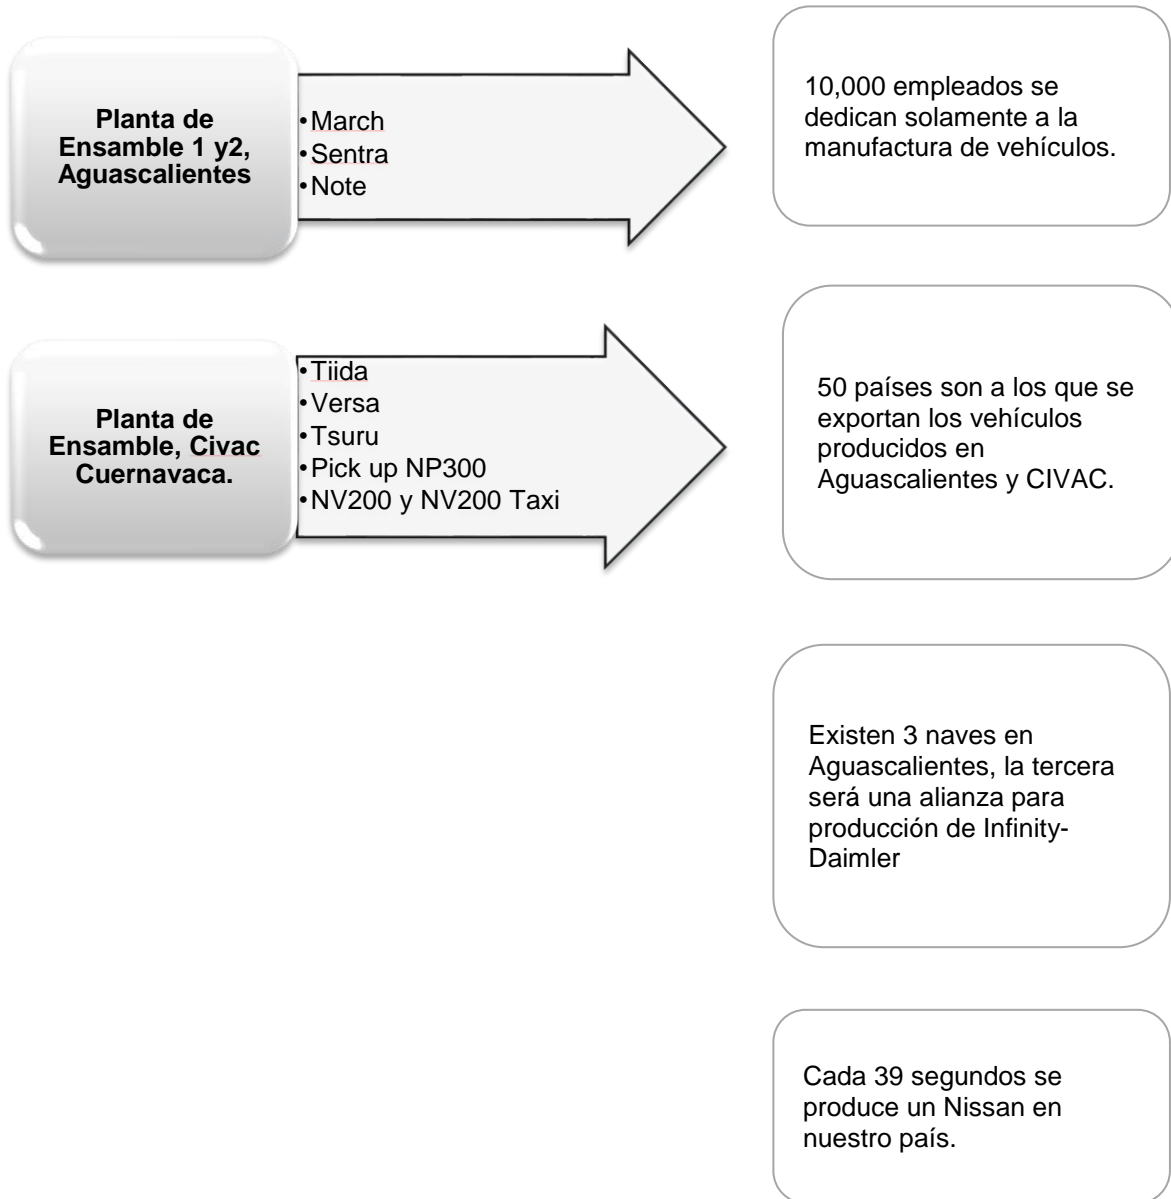 Planta de
Ensamble 1 y2,
Aguascalientes
•March
•Sentra
•Note
10,000 empleados se
dedican solamente a la
manufactura de vehículos.
Planta de
Ensamble, Civac
Cuernavaca.
•Tiida
•Versa
•Tsuru
•Pick up NP300
•NV200 y NV200 Taxi
50 países son a los que se
exportan los vehículos
producidos en
Aguascalientes y CIVAC.
Existen 3 naves en
Aguascalientes, la tercera
será una alianza para
producción de Infinity-
Daimler
Cada 39 segundos se
produce un Nissan en
nuestro país.